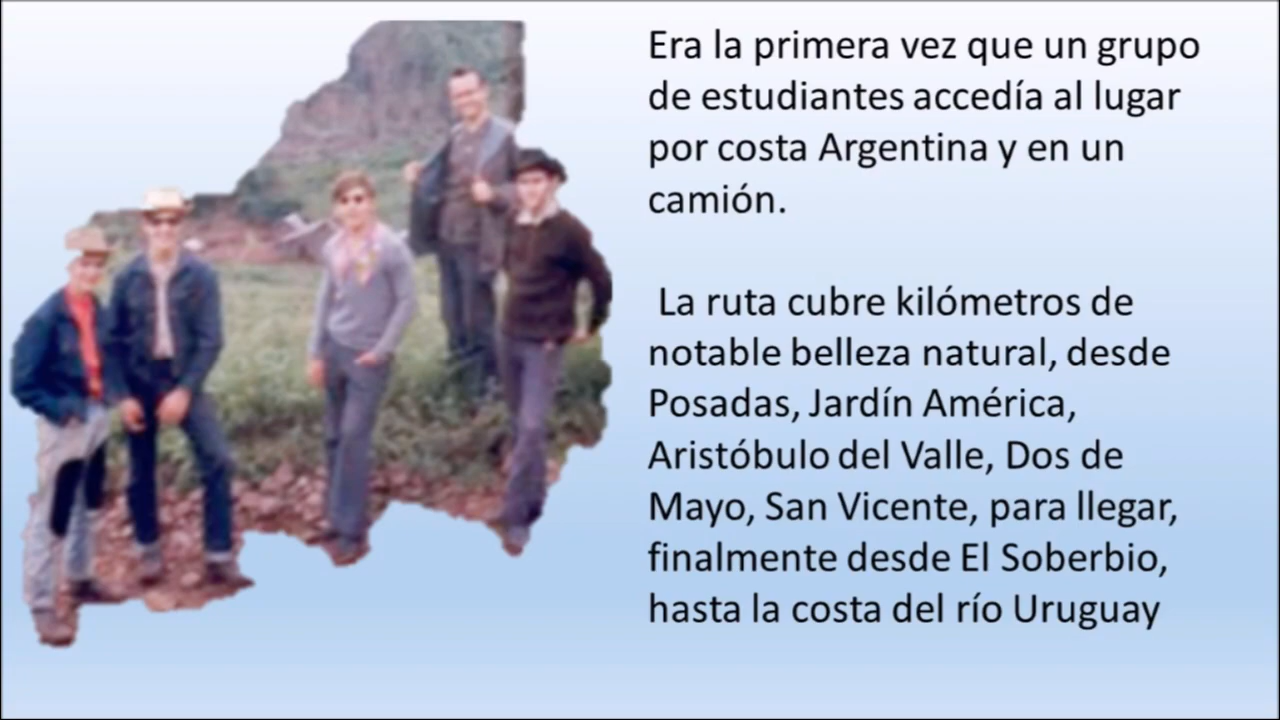 Era la primera vez que un grupo
de estudiantes accedía al lugar
por costa Argentina y en un
camión.
La ruta cubre kilómetros de
notable belleza natural, desde
Posadas, Jardín América,
Aristóbulo del Valle, Dos de
Mayo, San Vicente, para llegar,
finalmente desde El Soberbio,
hasta la costa del río Uruguay